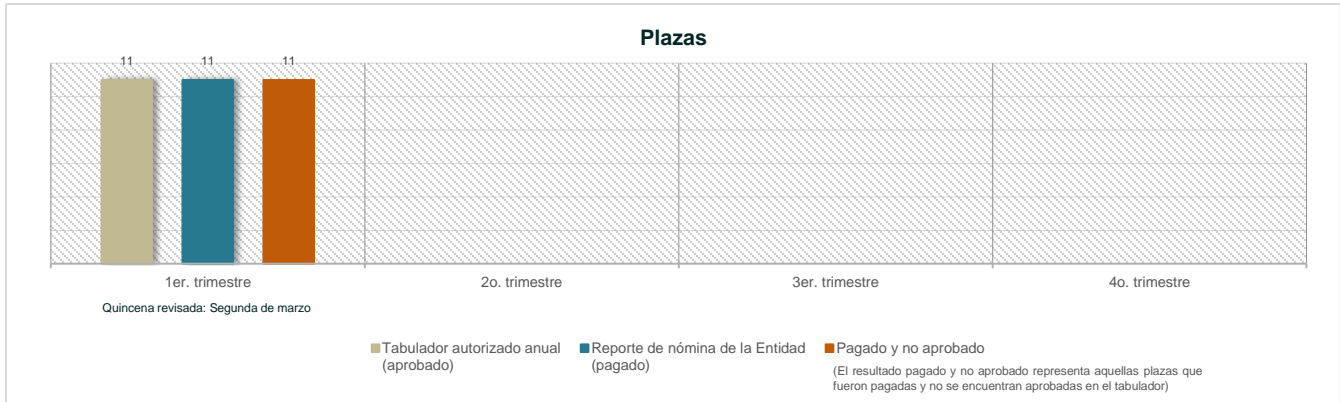 Plazas
11 11 11
1er. trimestre 2o. trimestre 3er. trimestre 4o. trimestre
Quincena revisada: Segunda de marzo
Tabulador autorizado anual (aprobado)
Reporte de nómina de la Entidad (pagado)
Pagado y no aprobado
(El resultado pagado y no aprobado representa aquellas plazas que
fueron pagadas y no se encuentran aprobadas en el tabulador)